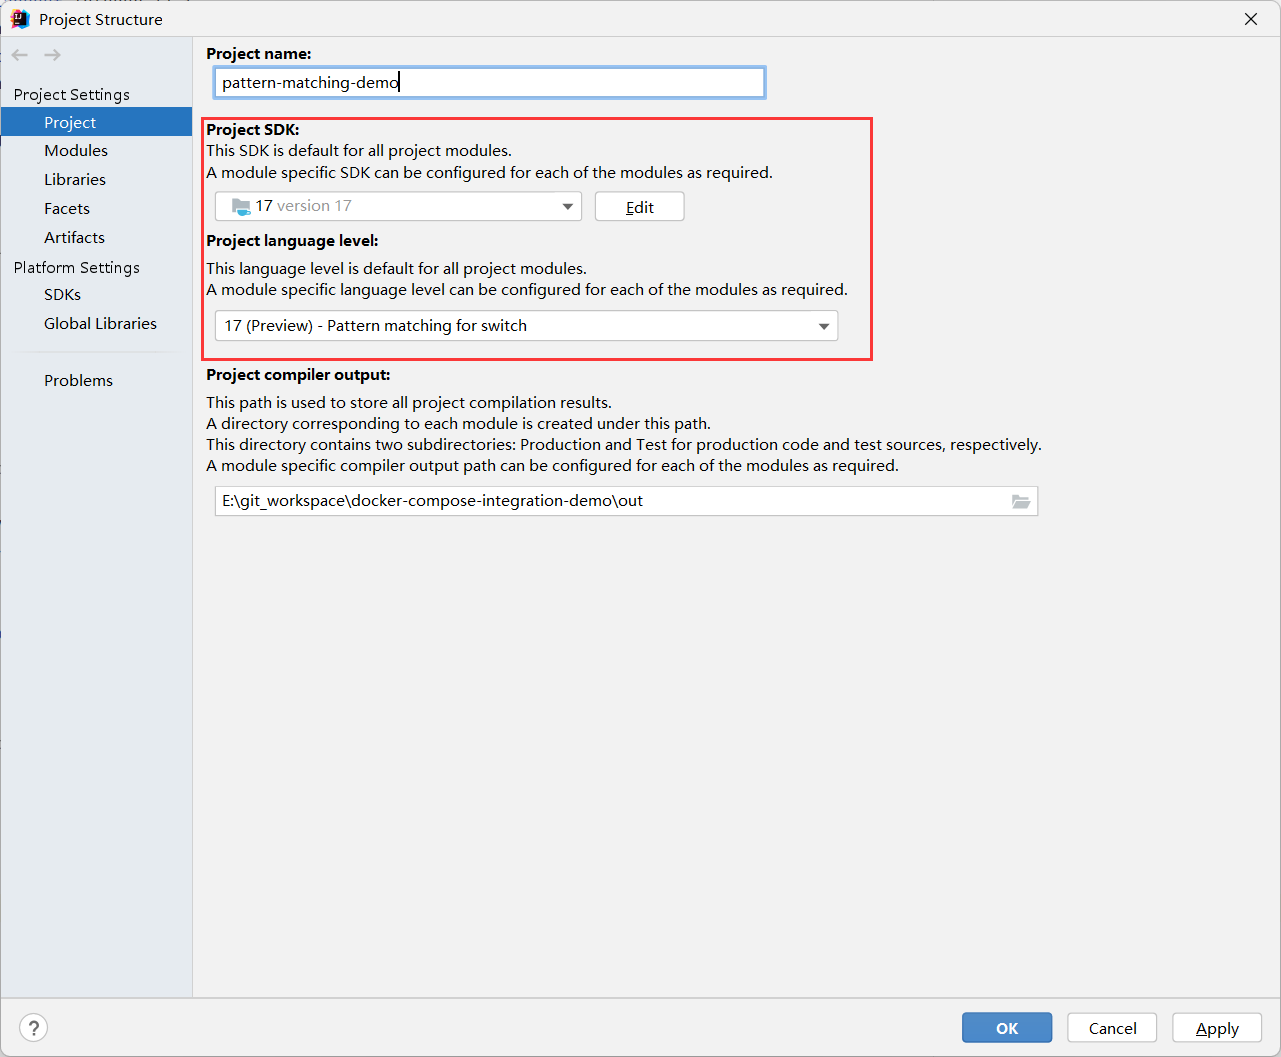 Project Structure
Project Settings
Project
Modules
Libraries
Facets
Artifacts
Platform Settings
SDKs
Global Libraries
Problems
Project name:
pattern-matching-demo
Project SDK:
This SDK is default for all project modules.
A module specific SDK can be configured for each of the modules as required.
17 version 17
Edit
Project language level:
This language level is default for all project modules.
A module specific language level can be configured for each of the modules as required.
17 (Preview) - Pattern matching for switch
Project compiler output:
This path is used to store all project compilation results.
A directory corresponding to each module is created under this path.
This directory contains two subdirectories: Production and Test for production code and test sources, respectively.
A module specific compiler output path can be configured for each of the modules as required.
E:\git_workspace\docker-compose-integration-demo\out
?
OK
Cancel
Apply